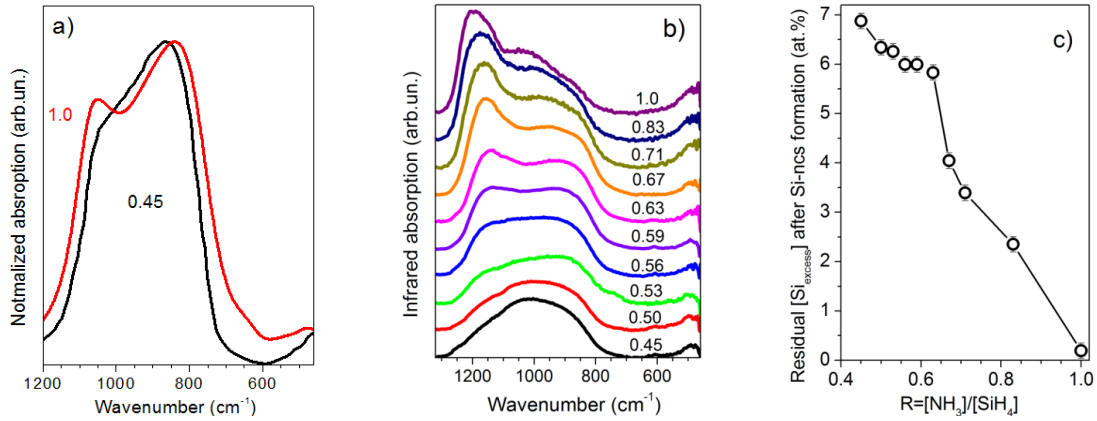 a)
Notmalized absroption (arb.un.)
1.0
0.45
1200 1000 800 600
Wavenumber (cm-1)
b)
Infrared absorption (arb.un.)
1.0
0.83
0.71
0.67
0.63
0.59
0.56
0.53
0.50
0.45
1200 1000 800 600
Wavenumber (cm-1)
c)
Residual [Siexcess] after Si-ncs formation (at.%)
7
6
5
4
3
2
1
0
0.4 0.6 0.8 1.0
R=[NH3]/[SiH4]